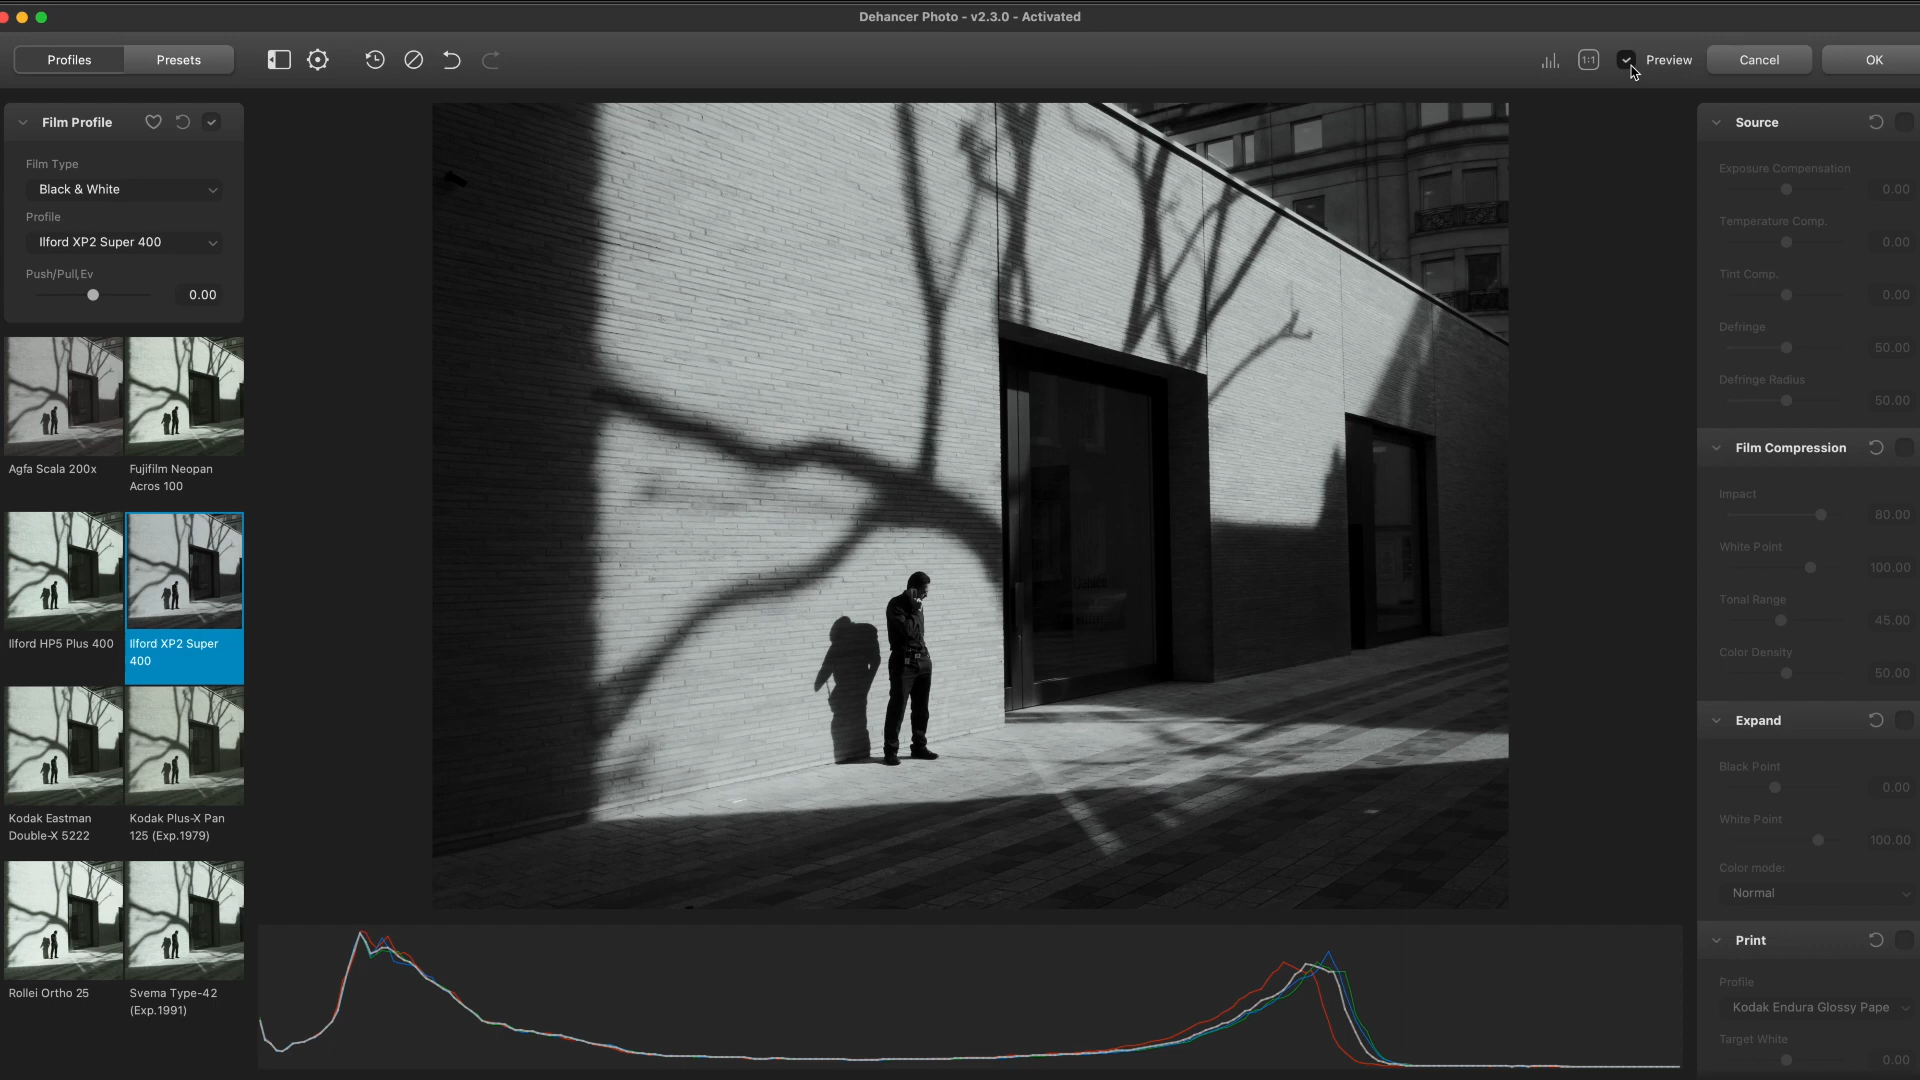 Dehancer Photo - v2.3.0 - Activated
Profiles
Presets
1:1
Preview
Cancel
OK
Film Profile
Film Type
Black & White
Profile
Ilford XP2 Super 400
Push/Pull,Ev
0.00
Agfa Scala 200x
Fujifilm Neopan
Acros 100
Ilford HP5 Plus 400
Ilford XP2 Super
400
Kodak Eastman
Double-X 5222
Kodak Plus-X Pan
125 (Exp.1979)
Rollei Ortho 25
Svema Type-42
(Exp.1991)
Source
Exposure Compensation
0.00
Temperature Comp.
0.00
Tint Comp.
0.00
Defringe
50.00
Defringe Radius
50.00
Film Compression
Impact
80.00
White Point
100.00
Tonal Range
45.00
Color Density
50.00
Expand
Black Point
0.00
White Point
100.00
Color mode:
Normal
Print
Profile
Kodak Endura Glossy Pape
Target White
0.00